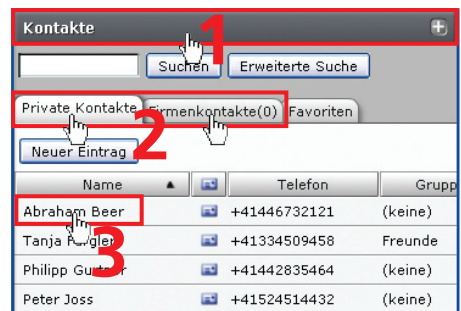 Kontakte 1
Suchen Erweiterte Suche
Private Kontakte Firmenkontakte(0) Favoriten
2
Neuer Eintrag
Name Telefon Grupp
Abraham Beer +41446732121 (keine)
3
Tanja +41334509458 Freunde
Philipp +41442835464 (keine)
Peter Joss +41524514432 (keine)